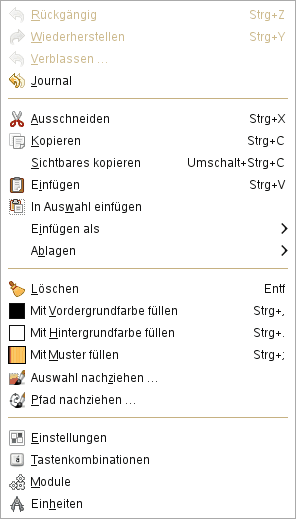 Rückgängig Strg+Z
Wiederherstellen Strg+Y
Verblassen ...
Journal
Ausschneiden Strg+X
Kopieren Strg+C
Sichtbares kopieren Umschalt+Strg+C
Einfügen Strg+V
In Auswahl einfügen
Einfügen als
Ablagen
Löschen Entf
Mit Vordergrundfarbe füllen Strg+,
Mit Hintergrundfarbe füllen Strg+.
Mit Muster füllen Strg+;
Auswahl nachziehen ...
Pfad nachziehen ...
Einstellungen
Tastenkombinationen
Module
Einheiten